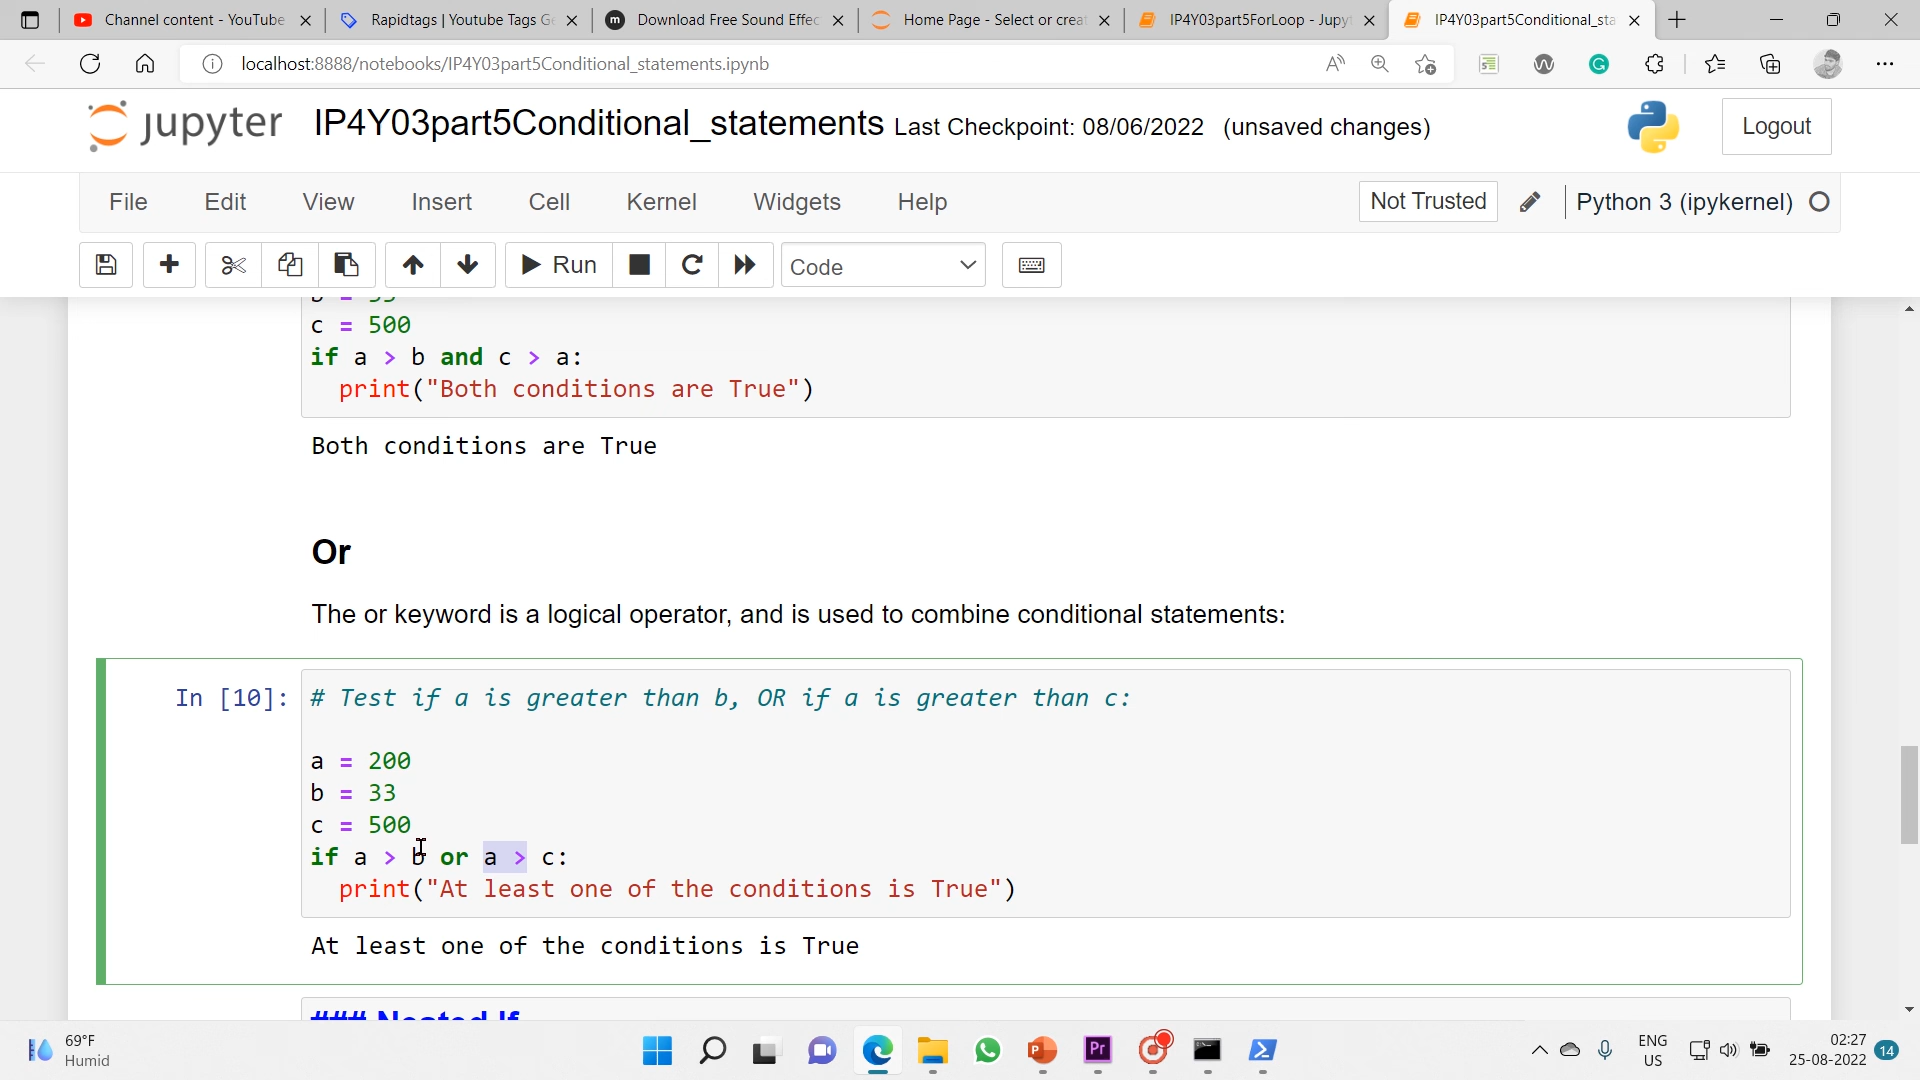 Channel content - YouTube
Rapidtags | Youtube Tags Ge
Download Free Sound Effec
Home Page - Select or creat
IP4Y03part5ForLoop - Jupyt
IP4Y03part5Conditional_sta
localhost:8888/notebooks/IP4Y03part5Conditional_statements.ipynb
jupyter IP4Y03part5Conditional_statements Last Checkpoint: 08/06/2022 (unsaved changes)
Logout
File Edit View Insert Cell Kernel Widgets Help
Not Trusted
Python 3 (ipykernel)
Run
Code
c = 500
if a > b and c > a:
print("Both conditions are True")
Both conditions are True
Or
The or keyword is a logical operator, and is used to combine conditional statements:
In [10]: # Test if a is greater than b, OR if a is greater than c:
a = 200
b = 33
c = 500
if a > b or a > c:
print("At least one of the conditions is True")
At least one of the conditions is True
### Nested If
69°F
Humid
Pr
ENG
US
02:27
25-08-2022
14